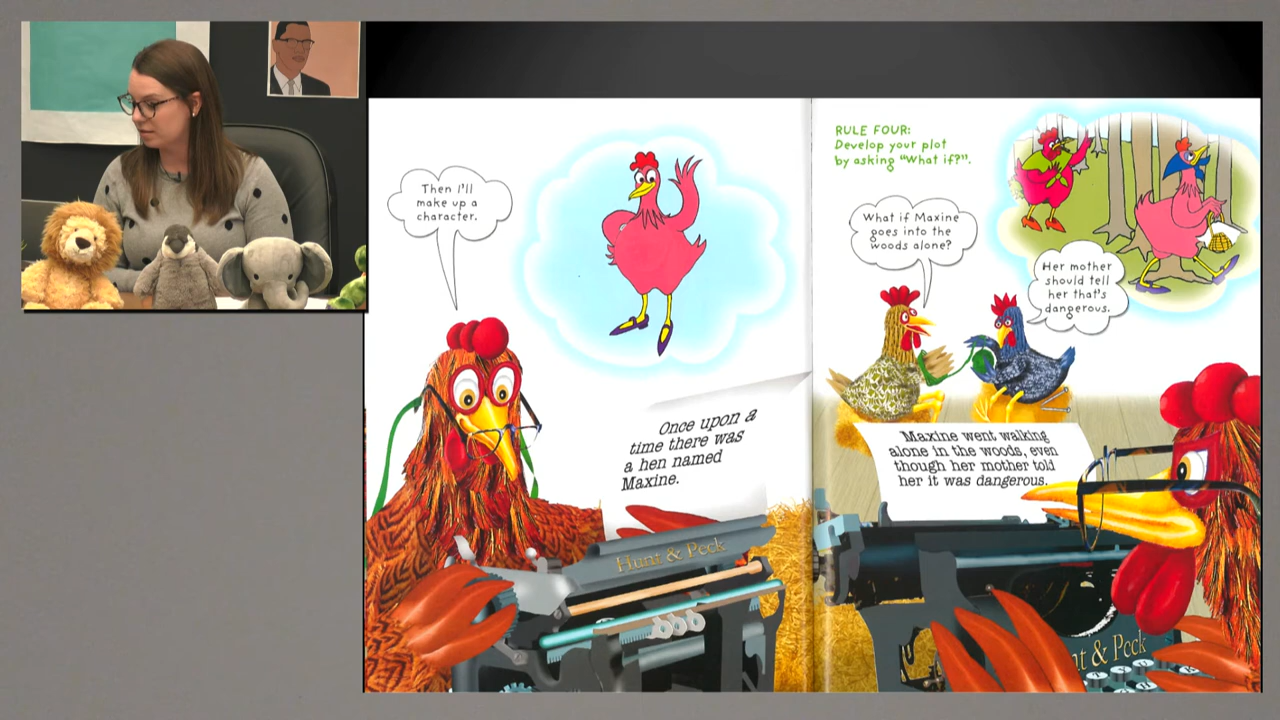 Then I'll
make up a
character.
Once upon a
time there was
a hen named
Maxine.
Hunt & Peck
RULE FOUR:
Develop your plot
by asking "What if?".
What if Maxine
goes into the
woods alone?
Her mother
should tell
her that's
dangerous.
Maxine went walking
alone in the woods, even
though her mother told
her it was dangerous.
nt & Peck